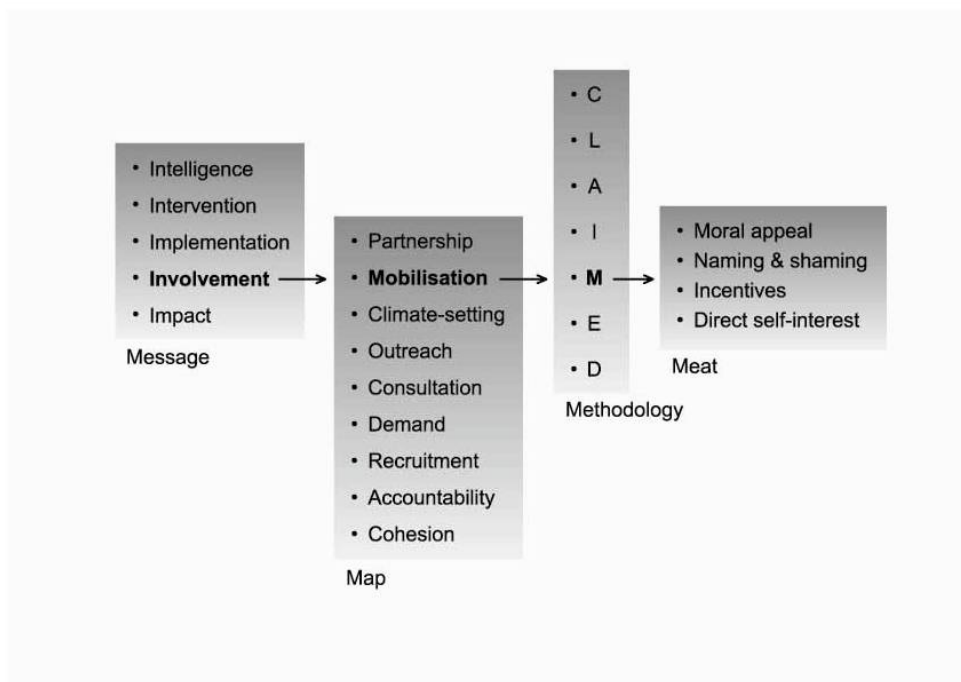 • Intelligence
• Intervention
• Implementation
• Involvement
• Impact
Message
• Partnership
• Mobilisation
• Climate-setting
• Outreach
• Consultation
• Demand
• Recruitment
• Accountability
• Cohesion
Map
• C
• L
• A
• I
• M
• E
• D
Methodology
• Moral appeal
• Naming & shaming
• Incentives
• Direct self-interest
Meat